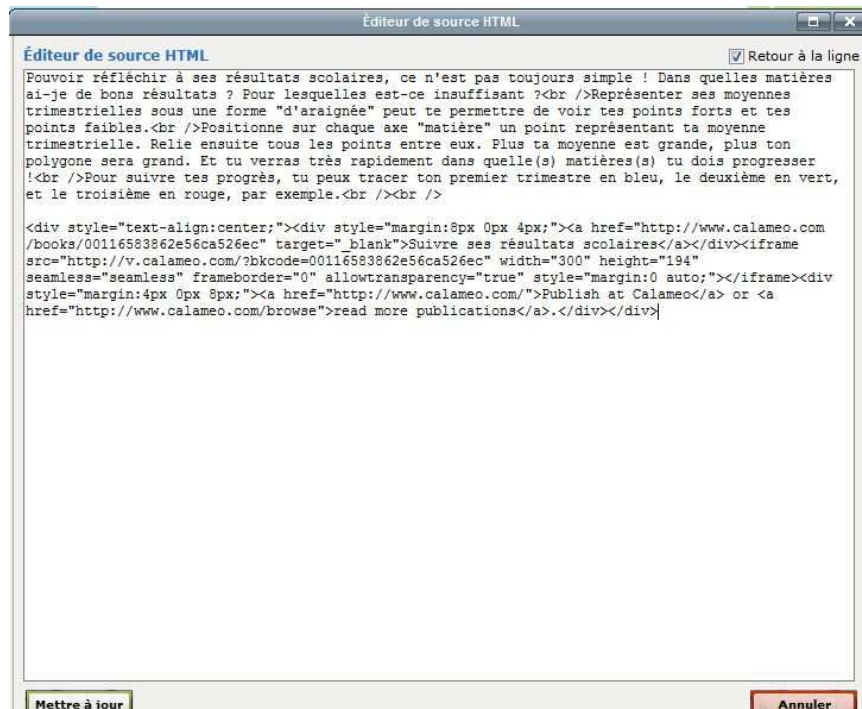 Éditeur de source HTML
Éditeur de source HTML
Retour à la ligne
Pouvoir réfléchir à ses résultats scolaires, ce n'est pas toujours simple ! Dans quelles matières
ai-je de bons résultats ? Pour lesquelles est-ce insuffisant ?<br />Représenter ses moyennes
trimestrielles sous une forme "d'araignée" peut te permettre de voir tes points forts et tes
points faibles.<br />Positionne sur chaque axe "matière" un point représentant ta moyenne
trimestrielle. Relie ensuite tous les points entre eux. Plus ta moyenne est grande, plus ton
polygone sera grand. Et tu verras très rapidement dans quelle(s) matières(s) tu dois progresser
!<br />Pour suivre tes progrès, tu peux tracer ton premier trimestre en bleu, le deuxième en vert,
et le troisième en rouge, par exemple.<br /><br />
<div style="text-align:center;"><div style="margin:8px 0px 4px;"><a href="http://www.calameo.com
/books/00116583862e56ca526ec" target="_blank">Suivre ses résultats scolaires</a></div><iframe
src="http://v.calameo.com/?bkcode=00116583862e56ca526ec" width="300" height="194"
seamless="seamless" frameborder="0" allowtransparency="true" style="margin:0 auto;"></iframe><div
style="margin:4px 0px 8px;"><a href="http://www.calameo.com/">Publish at Calameo</a> or <a
href="http://www.calameo.com/browse">read more publications</a>.</div></div>
Mettre à jour
Annuler